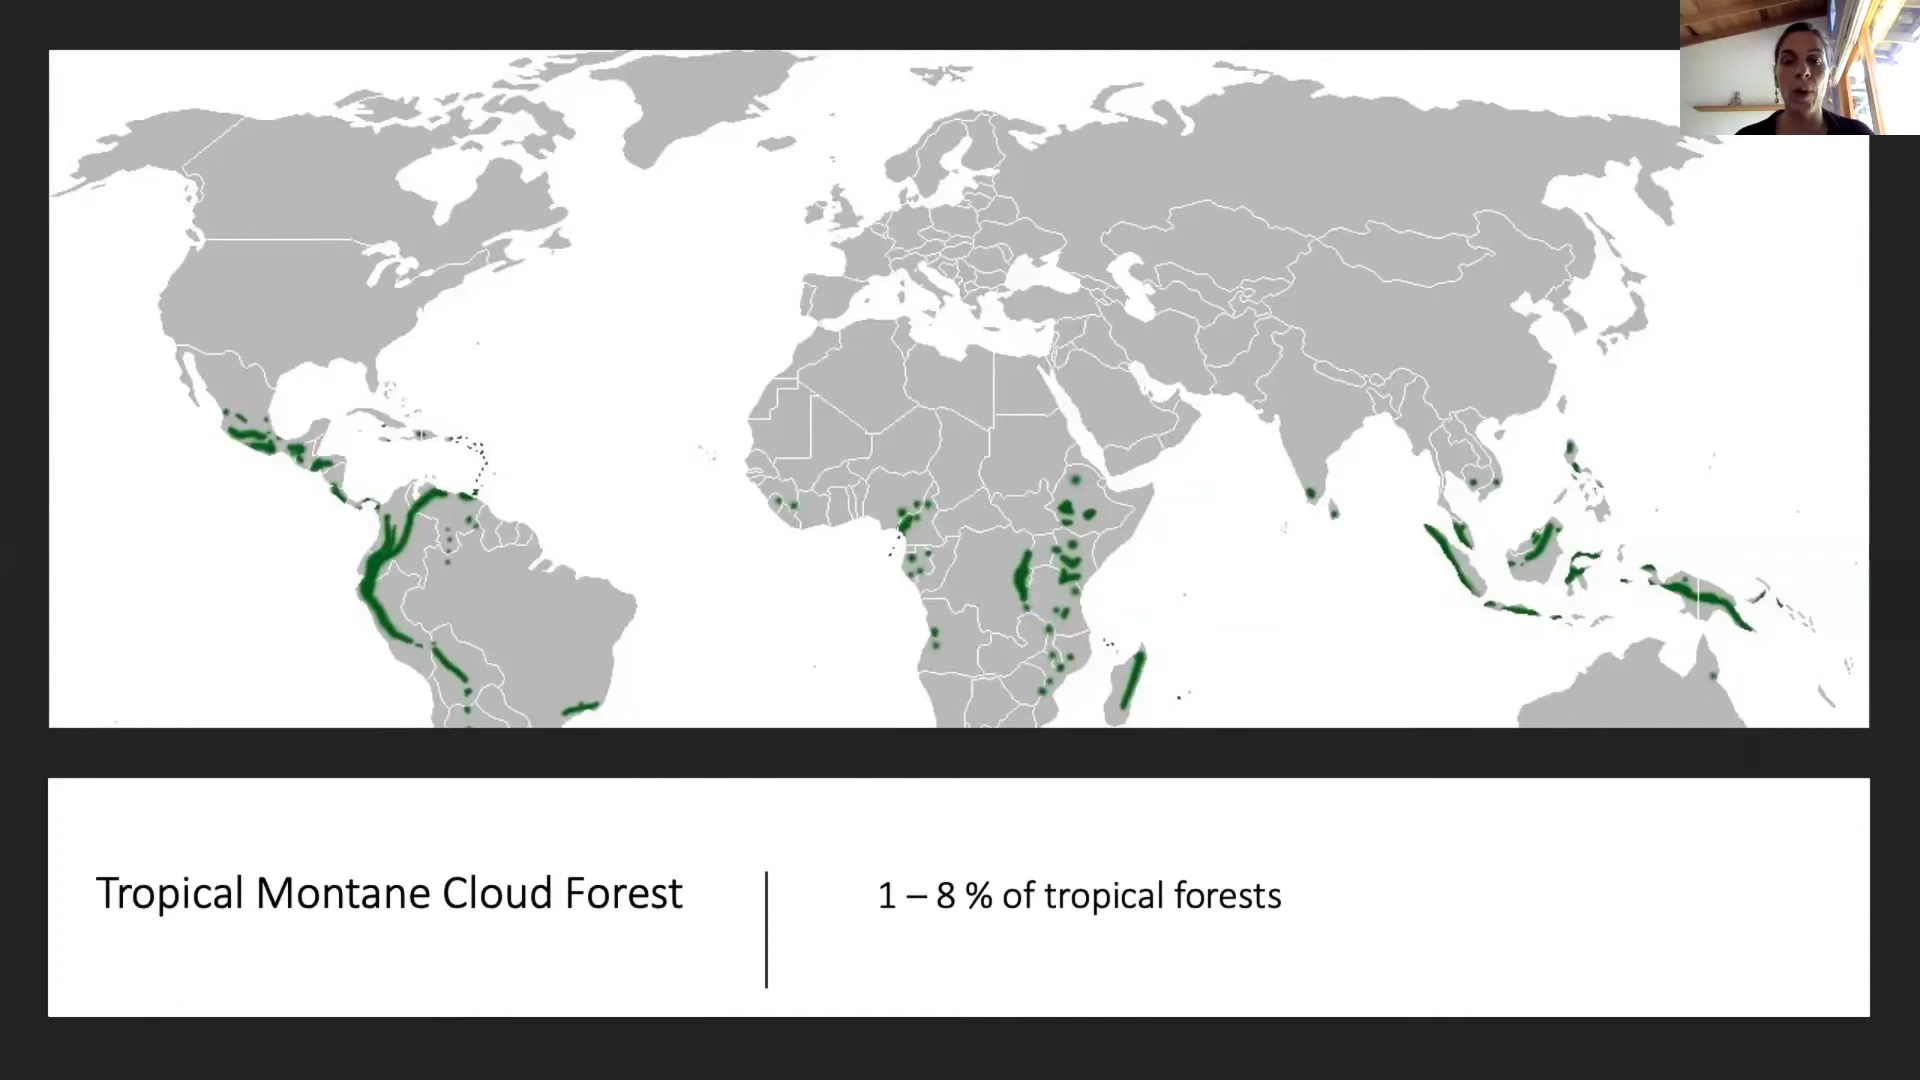 Tropical Montane Cloud Forest
1 – 8 % of tropical forests